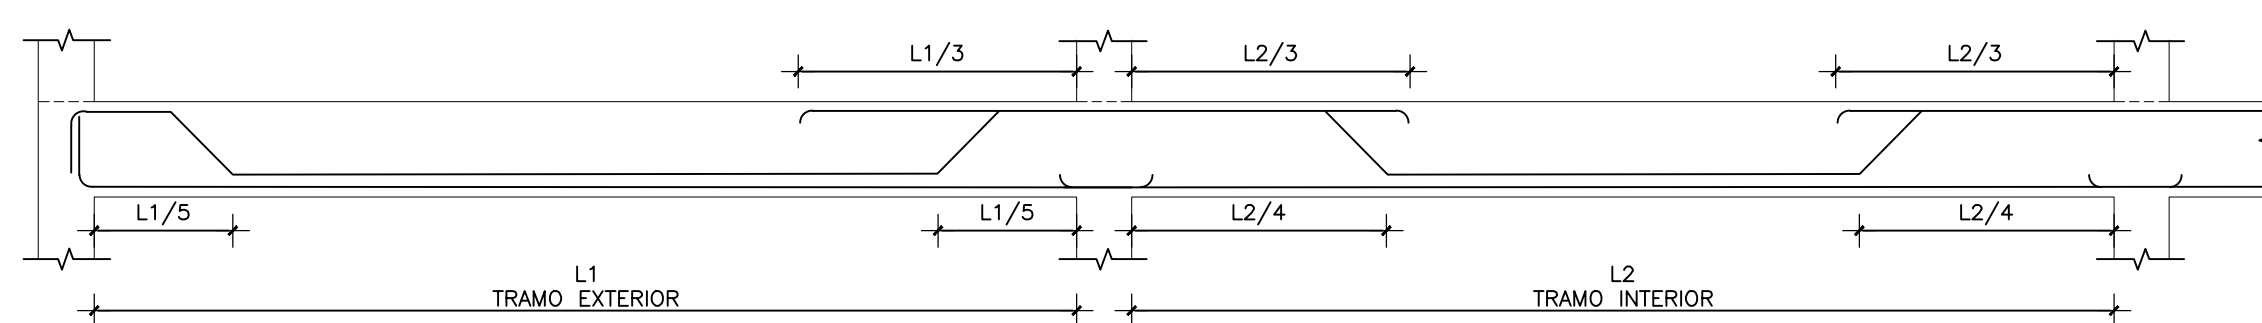 L1/3
L2/3
L2/3
L1/5
L1/5
L2/4
L2/4
L1
TRAMO EXTERIOR
L2
TRAMO INTERIOR